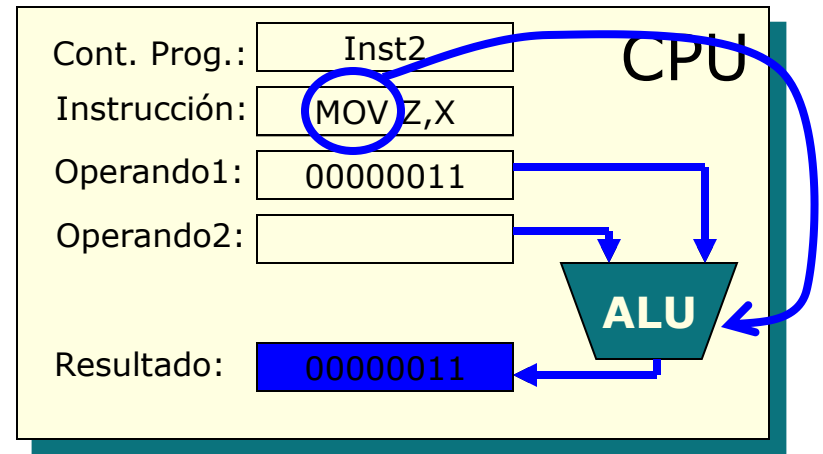 Cont. Prog.: Inst2 CPU
Instrucción: MOV Z,X
Operando1: 00000011
Operando2:
ALU
Resultado: 00000011